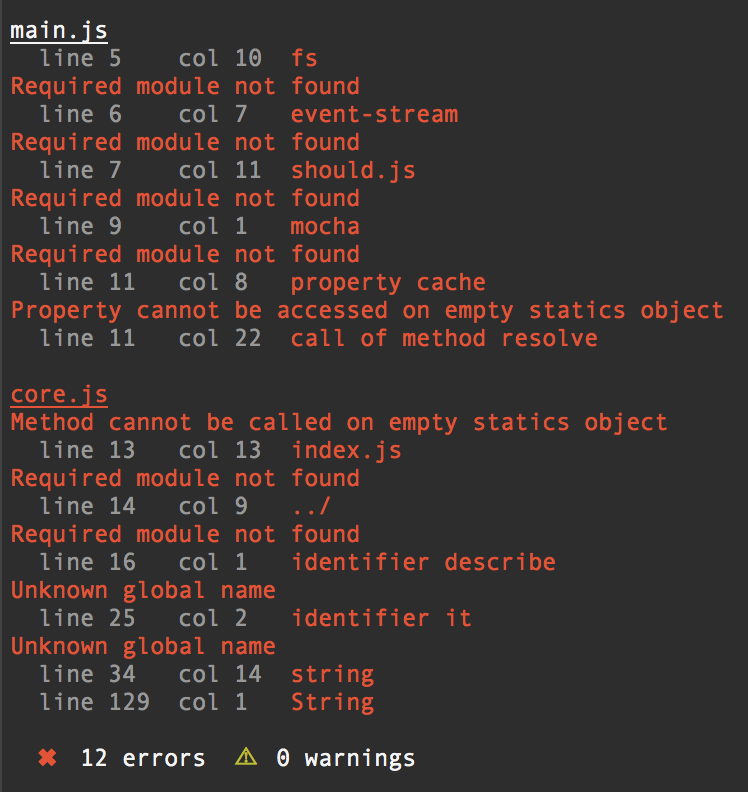 main.js
line 5 col 10 fs
Required module not found
line 6 col 7 event-stream
Required module not found
line 7 col 11 should.js
Required module not found
line 9 col 1 mocha
Required module not found
line 11 col 8 property cache
Property cannot be accessed on empty statics object
line 11 col 22 call of method resolve
core.js
Method cannot be called on empty statics object
line 13 col 13 index.js
Required module not found
line 14 col 9 ../
Required module not found
line 16 col 1 identifier describe
Unknown global name
line 25 col 2 identifier it
Unknown global name
line 34 col 14 string
line 129 col 1 String
✖ 12 errors ⚠ 0 warnings